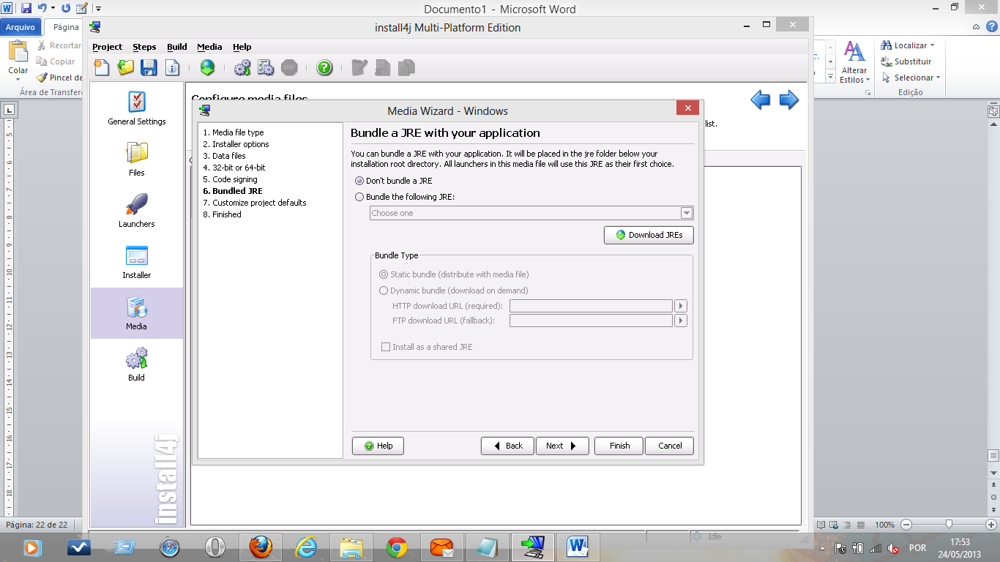 Documento1 - Microsoft Word
Arquivo
Página
Recortar
Copiar
Pincel de
Colar
Área de Transfer
Localizar
Substituir
Selecionar
Alterar
Estilos
Edição
install4j Multi-Platform Edition
Project Steps Build Media Help
STOP
General Settings
Files
Launchers
Installer
Media
Build
install4j
Configure media files
list.
Media Wizard - Windows
1. Media file type
2. Installer options
3. Data files
4. 32-bit or 64-bit
5. Code signing
6. Bundled JRE
7. Customize project defaults
8. Finished
Bundle a JRE with your application
You can bundle a JRE with your application. It will be placed in the jre folder below your
installation root directory. All launchers in this media file will use this JRE as their first choice.
Don't bundle a JRE
Bundle the following JRE:
Choose one
Download JREs
Bundle Type
Static bundle (distribute with media file)
Dynamic bundle (download on demand)
HTTP download URL (required):
FTP download URL (fallback):
Install as a shared JRE
Help
Back
Next
Finish
Cancel
Idle
Página: 22 de 22
100%
POR
17:53
24/05/2013